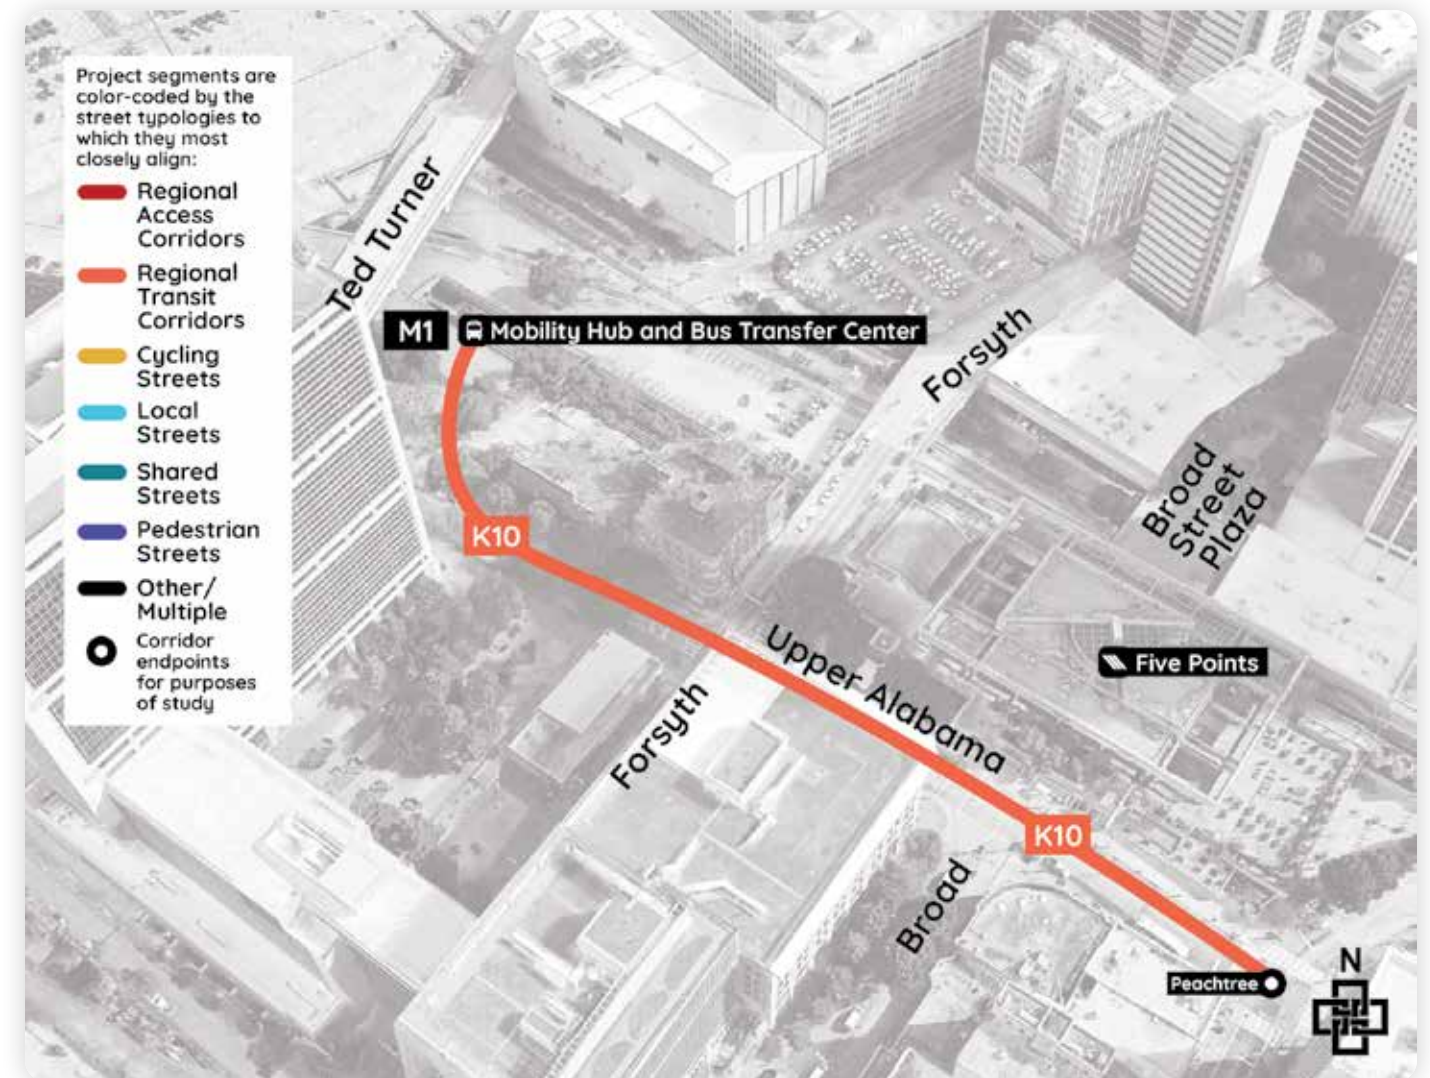 Project segments are
color-coded by the
street typologies to
which they most
closely align:
Regional
Access
Corridors
Regional
Transit
Corridors
Cycling
Streets
Local
Streets
Shared
Streets
Pedestrian
Streets
Other/
Multiple
Corridor
endpoints
for purposes
of study
Ted Turner
M1
Mobility Hub and Bus Transfer Center
Forsyth
Broad
Street
Plaza
K10
Upper Alabama
Five Points
Forsyth
K10
Broad
Peachtree
N